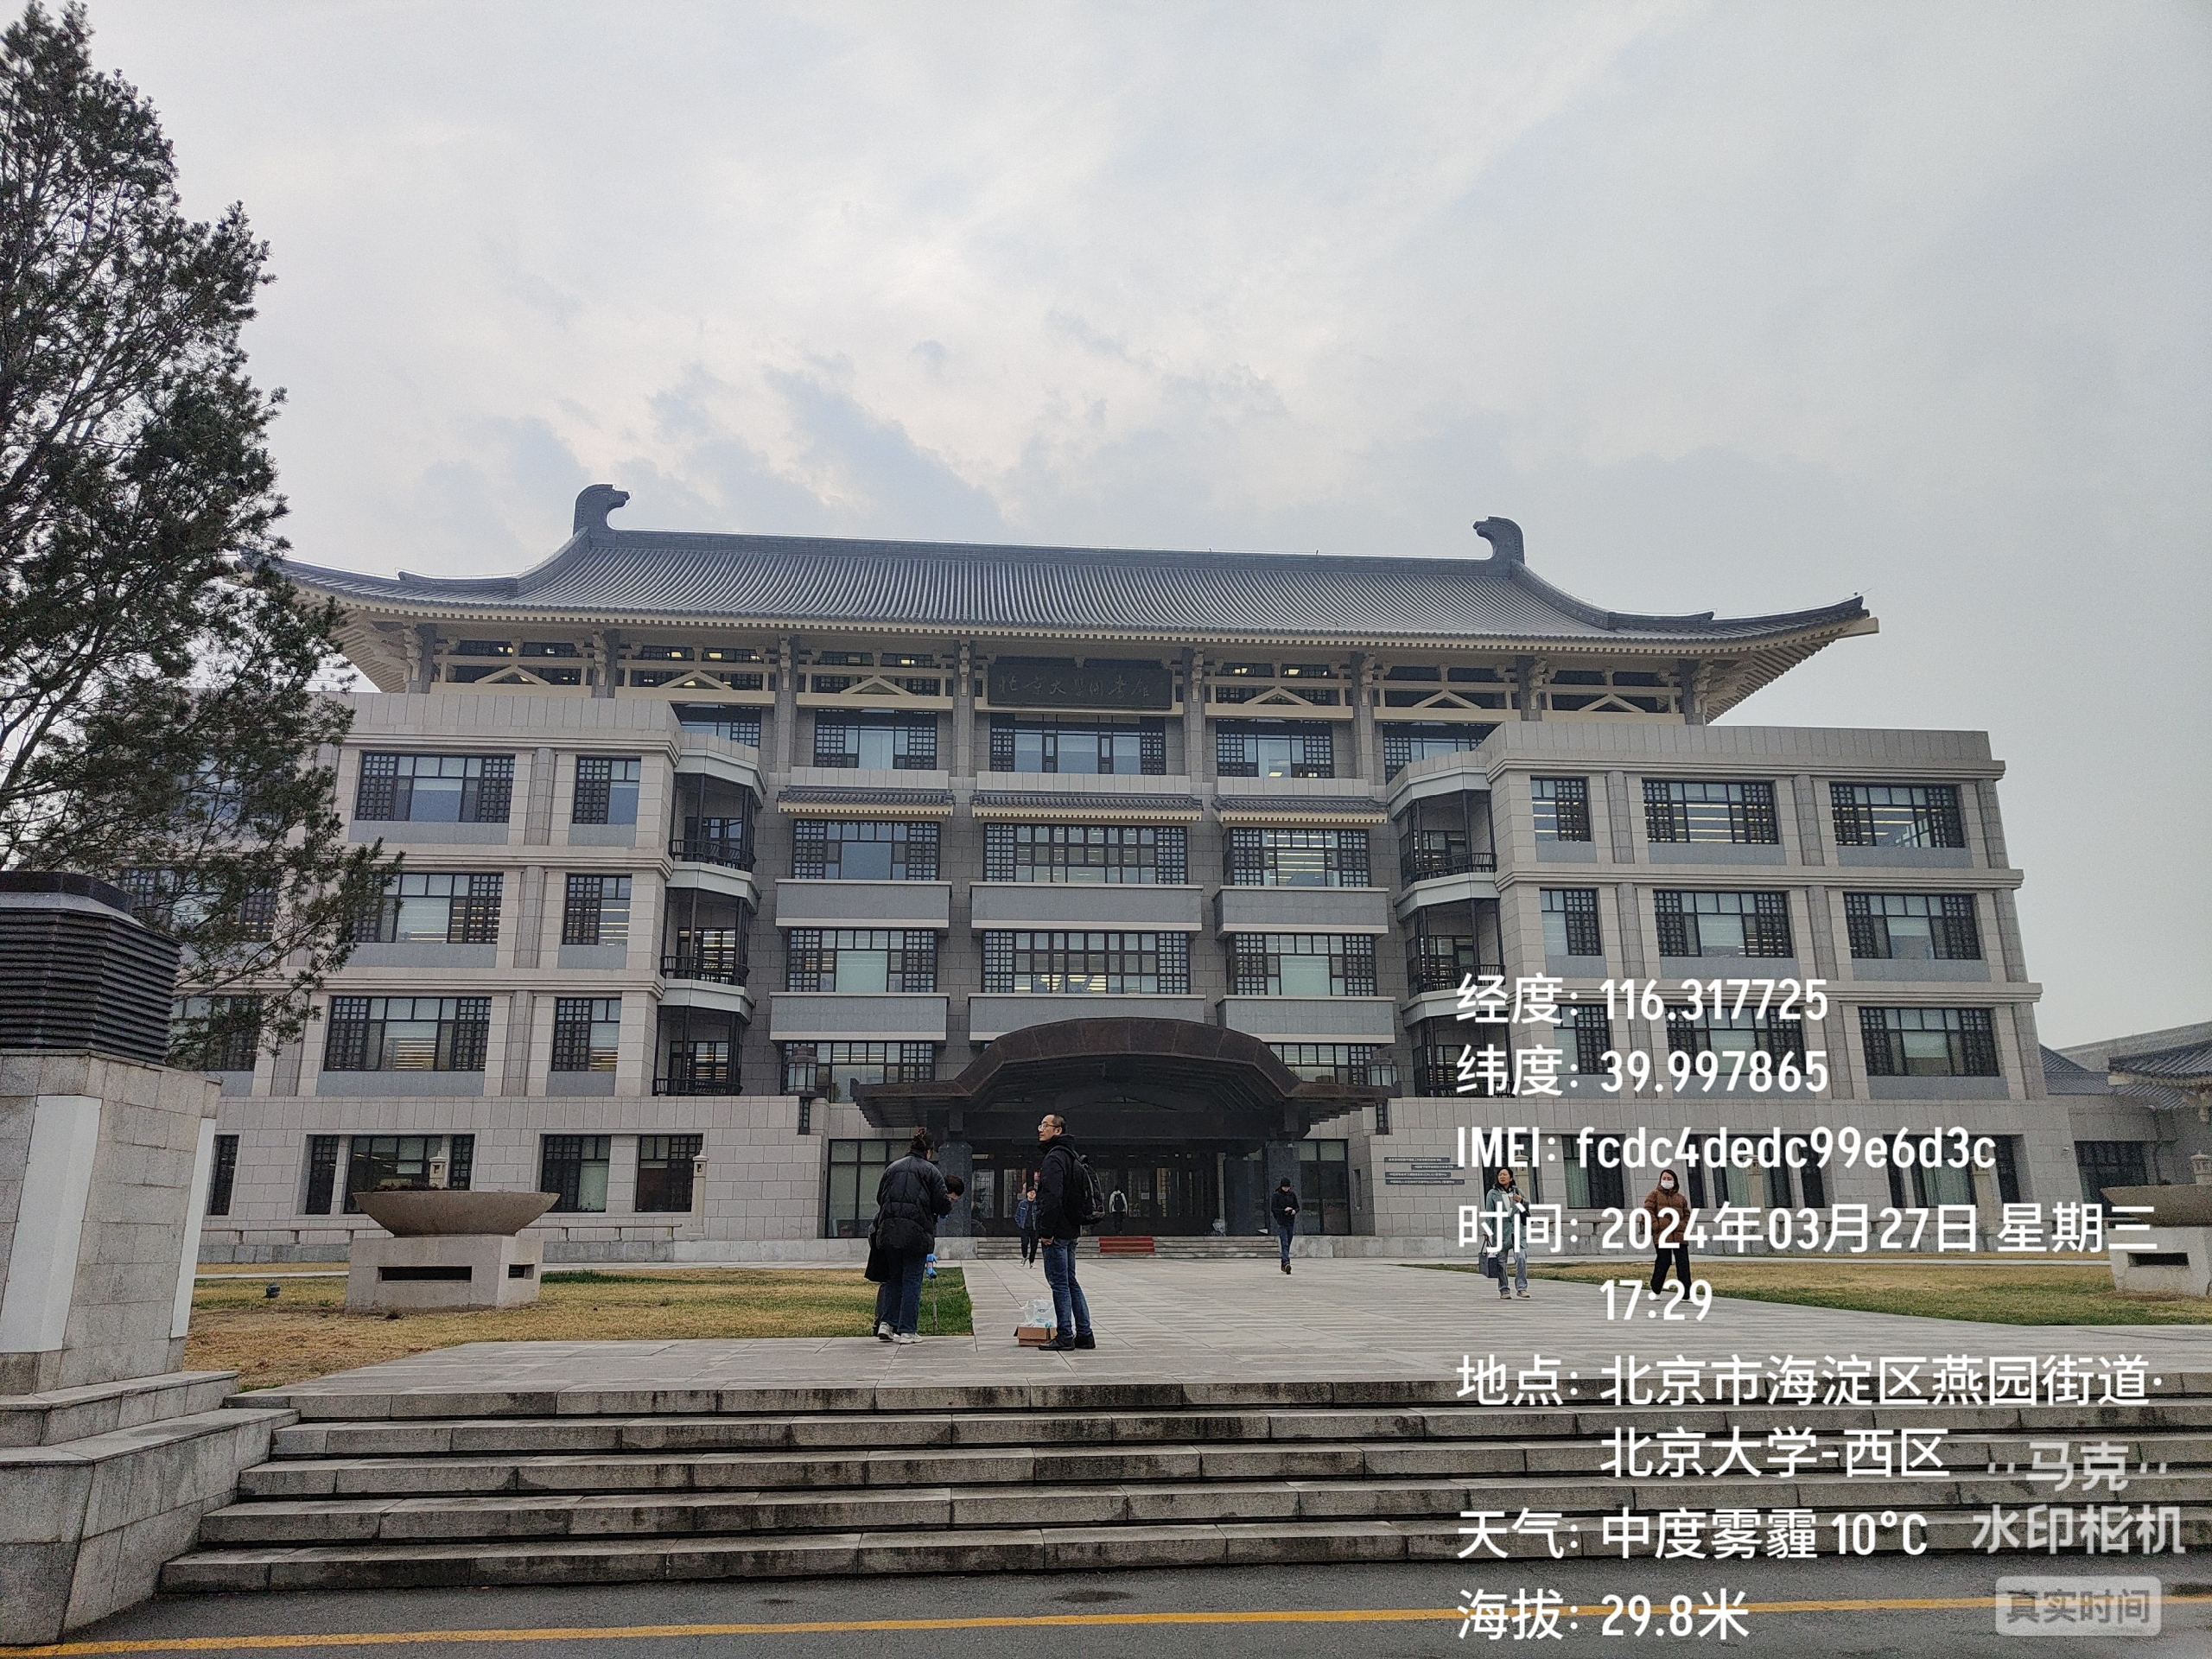 北京大学图书馆
经度: 116.317725
纬度: 39.997865
IMEI: fcdc4dedc99e6d3c
时间: 2024年03月27日 星期三
17:29
地点: 北京市海淀区燕园街道·
北京大学-西区
天气: 中度雾霾 10°C
海拔: 29.8米
马克
水印相机
真实时间